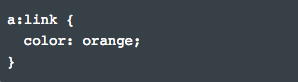 a:link {
  color: orange;
}